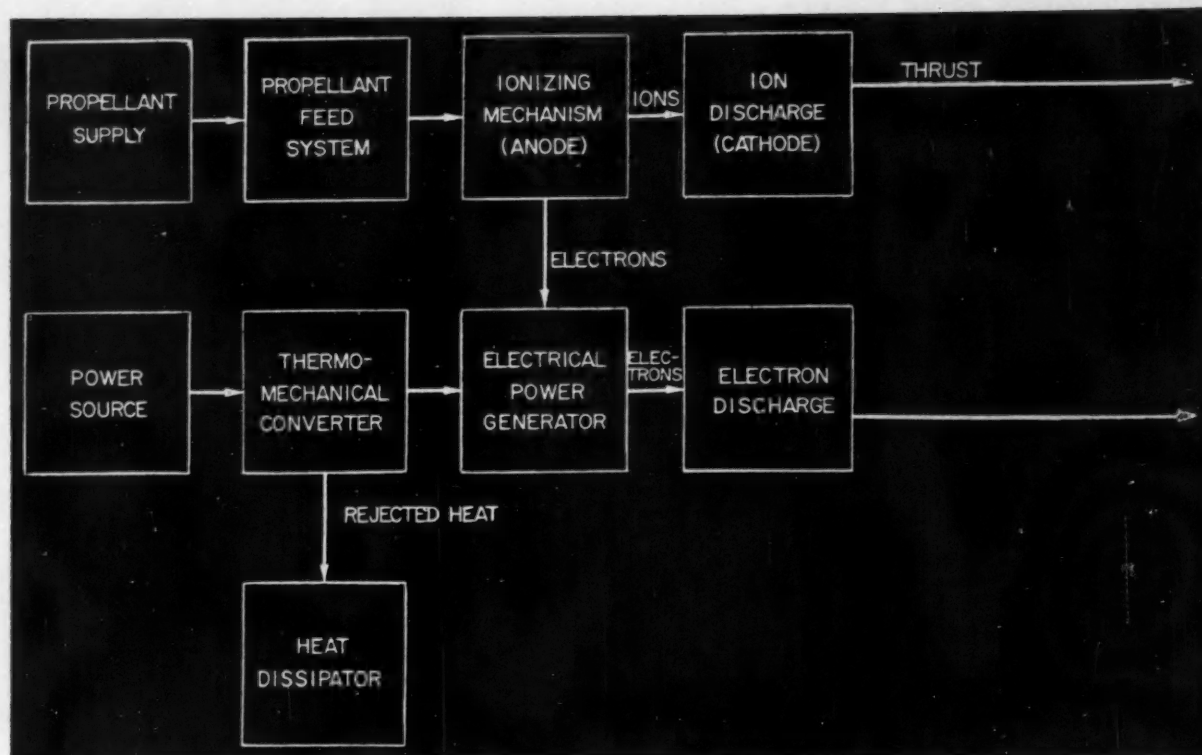 PROPELLANT
SUPPLY
PROPELLANT
FEED
SYSTEM
IONIZING
MECHANISM
(ANODE)
IONS
ION
DISCHARGE
(CATHODE)
THRUST
ELECTRONS
POWER
SOURCE
THERMO-
MECHANICAL
CONVERTER
ELECTRICAL
POWER
GENERATOR
ELEC-
TRONS
ELECTRON
DISCHARGE
REJECTED HEAT
HEAT
DISSIPATOR